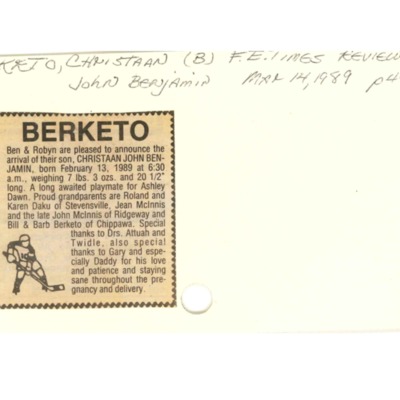 RKETO, CHRISTAAN (B) F.E. TIMES REVIEW
JOHN BENJAMIN MAR 14, 1989 p4
BERKETO
Ben & Robyn are pleased to announce the
arrival of their son, CHRISTAAN JOHN BEN-
JAMIN, born February 13, 1989 at 6:30
a.m., weighing 7 lbs. 3 ozs. and 20 1/2"
long. A long awaited playmate for Ashley
Dawn. Proud grandparents are Roland and
Karen Daku of Stevensville, Jean McInnis
and the late John McInnis of Ridgeway and
Bill & Barb Berketo of Chippawa. Special
thanks to Drs. Attuah and
Twidle, also special
thanks to Gary and espe-
cially Daddy for his love
and patience and staying
sane throughout the pre-
gnancy and delivery.